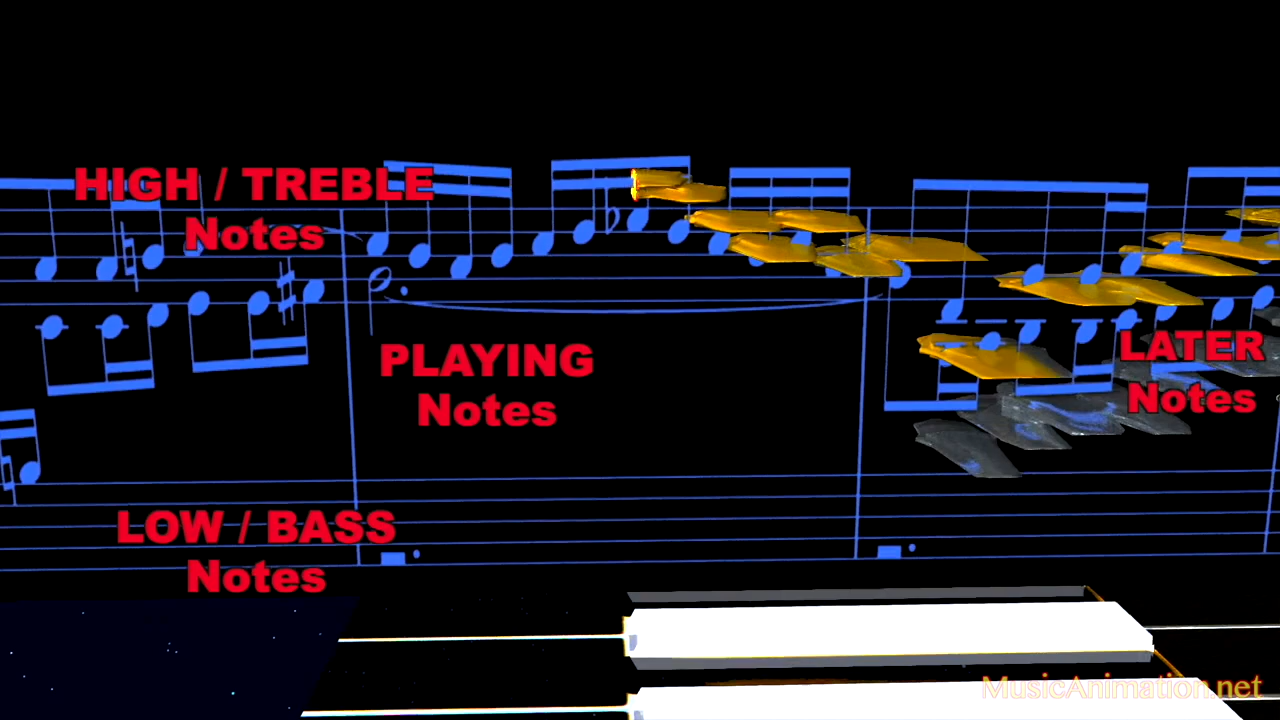 HIGH / TREBLE
Notes
PLAYING
Notes
LATER
Notes
LOW / BASS
Notes
MusicAnimation.net